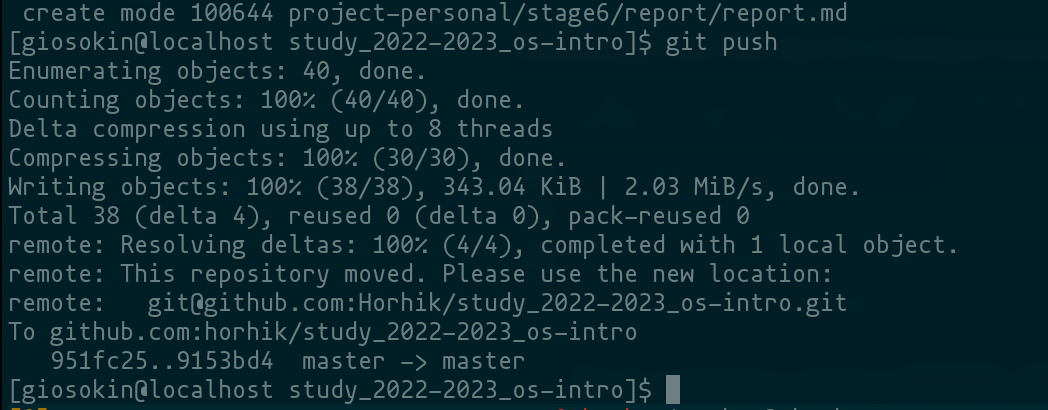 create mode 100644 project-personal/stage6/report/report.md
[giosokin@localhost study_2022-2023_os-intro]$ git push
Enumerating objects: 40, done.
Counting objects: 100% (40/40), done.
Delta compression using up to 8 threads
Compressing objects: 100% (30/30), done.
Writing objects: 100% (38/38), 343.04 KiB | 2.03 MiB/s, done.
Total 38 (delta 4), reused 0 (delta 0), pack-reused 0
remote: Resolving deltas: 100% (4/4), completed with 1 local object.
remote: This repository moved. Please use the new location:
remote:   git@github.com:Horhik/study_2022-2023_os-intro.git
To github.com:horhik/study_2022-2023_os-intro
   951fc25..9153bd4  master -> master
[giosokin@localhost study_2022-2023_os-intro]$